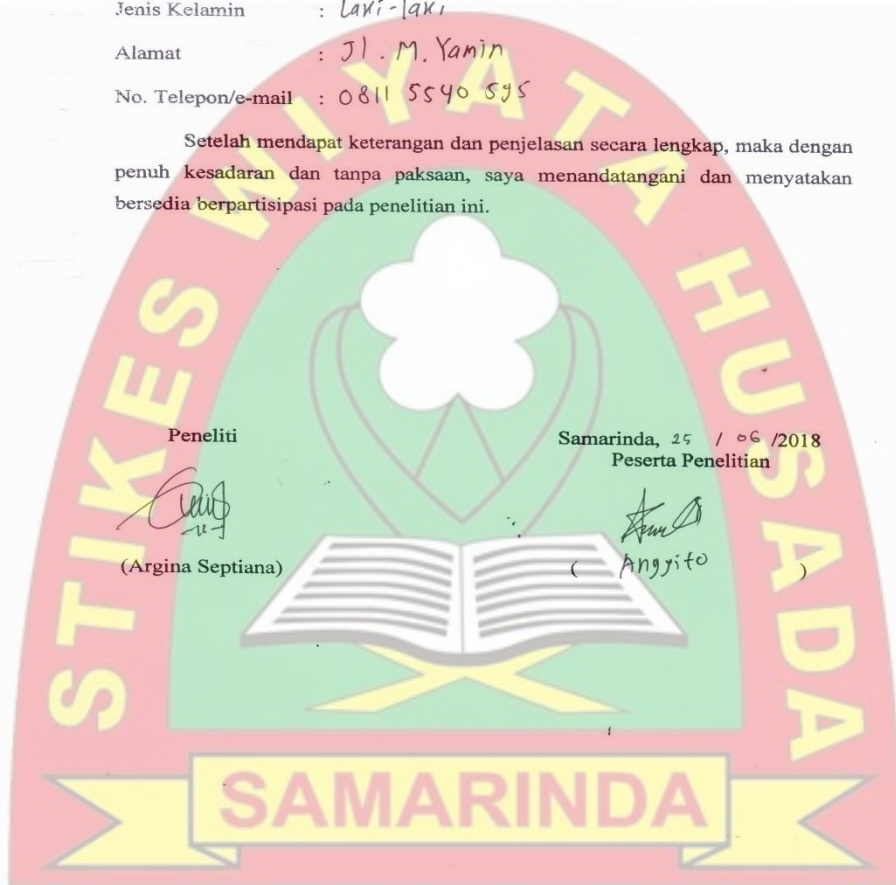 Jenis Kelamin : Laki-laki
Alamat : Jl. M. Yamin
No. Telepon/e-mail : 0811 5540 595
Setelah mendapat keterangan dan penjelasan secara lengkap, maka dengan
penuh kesadaran dan tanpa paksaan, saya menandatangani dan menyatakan
bersedia berpartisipasi pada penelitian ini.
Peneliti
Samarinda, 25 / 06 /2018
Peserta Penelitian
(Argina Septiana)
( Anggito )
STIKES WIYATA HUSADA
SAMARINDA